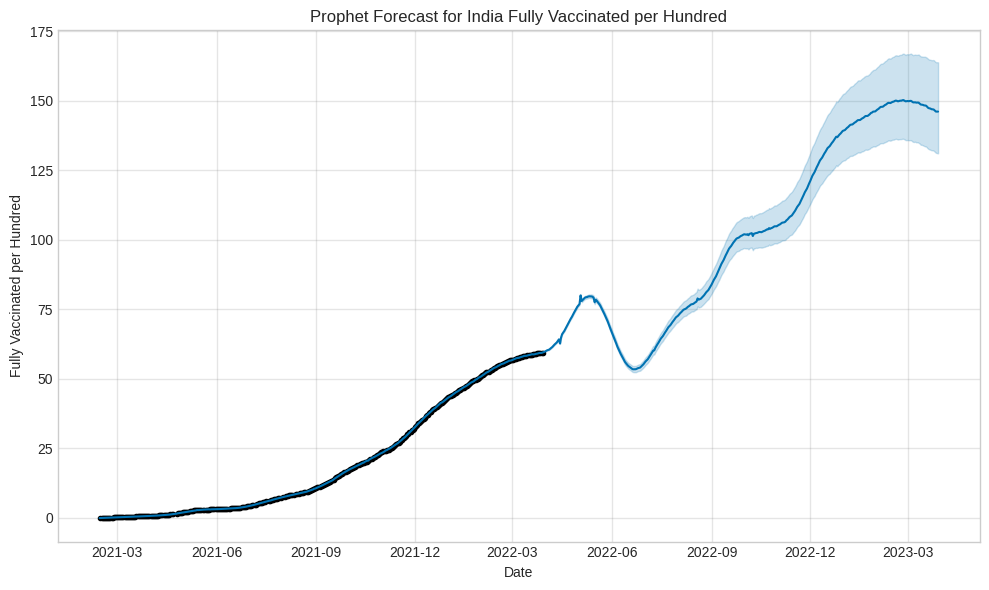 Prophet Forecast for India Fully Vaccinated per Hundred
175
150
125
100
75
50
25
0
Fully Vaccinated per Hundred
2021-03 2021-06 2021-09 2021-12 2022-03 2022-06 2022-09 2022-12 2023-03
Date